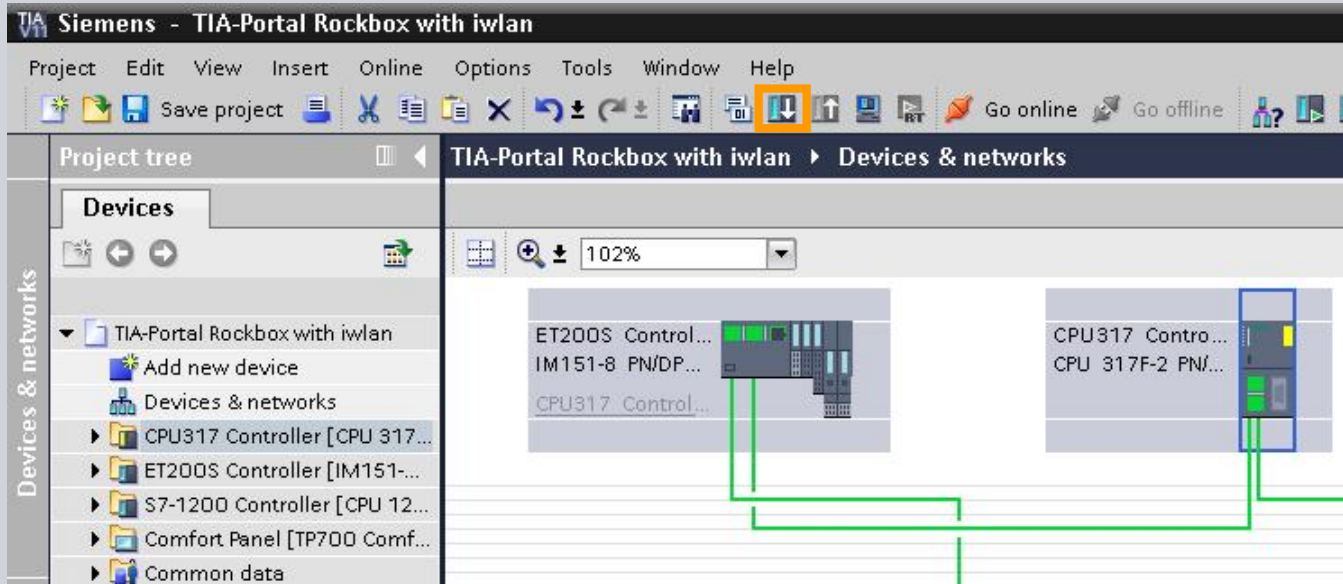 TIA V11 Siemens - TIA-Portal Rockbox with iwlan
Project Edit View Insert Online Options Tools Window Help
Save project Go online Go offline
Project tree
TIA-Portal Rockbox with iwlan Devices & networks
Devices
102%
Devices & networks
TIA-Portal Rockbox with iwlan
Add new device
Devices & networks
CPU317 Controller [CPU 317...
ET200S Controller [IM151-...
S7-1200 Controller [CPU 12...
Comfort Panel [TP700 Comf...
Common data
ET200S Control...
IM151-8 PN/DP...
CPU317 Control...
CPU317 Contro...
CPU 317F-2 PN/...